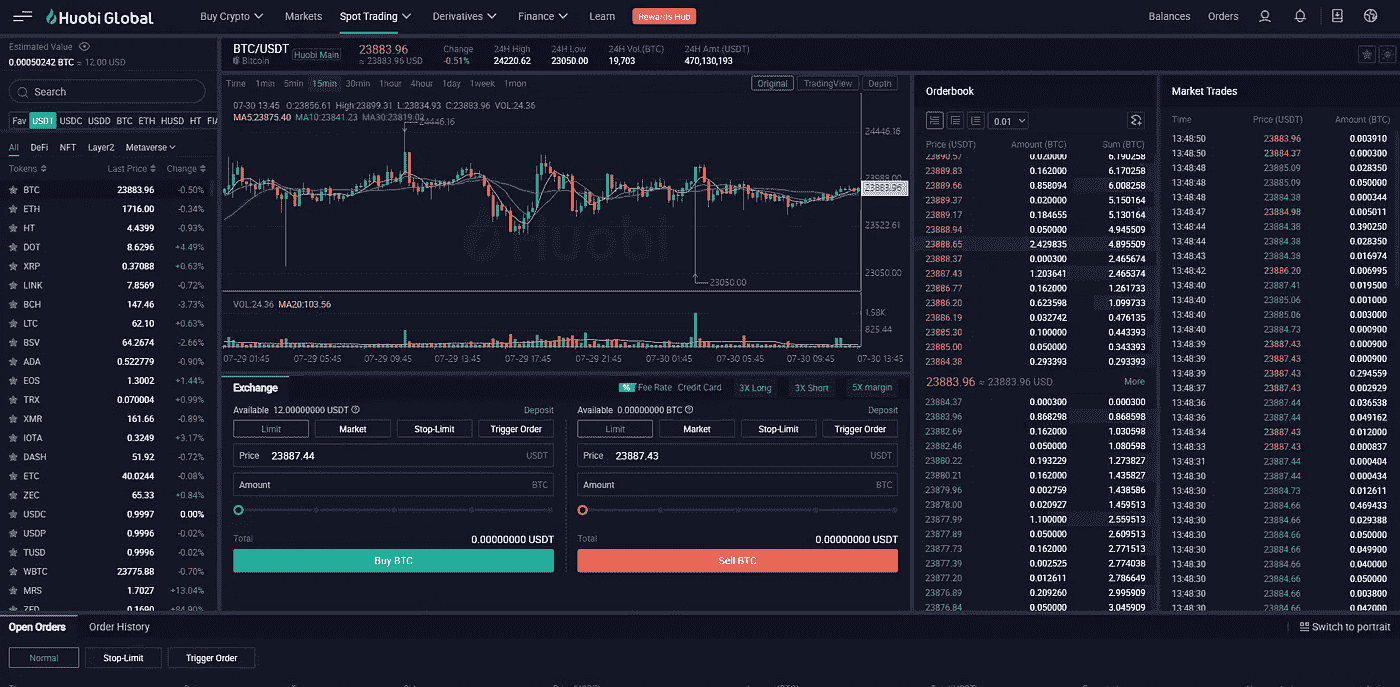 Huobi Global Buy Crypto Markets Spot Trading Derivatives Finance Learn Rewards Hub Balances Orders
Estimated Value
0.00050242 BTC ≈ 12.00 USD
Search
Fav USDT USDC USDD BTC ETH HUSD HT FIA
All DeFi NFT Layer2 Metaverse
Tokens Last Price Change
BTC 23883.96 -0.50%
ETH 1716.00 -0.34%
HT 4.4399 -0.93%
DOT 8.6296 +4.49%
XRP 0.37088 +0.63%
LINK 7.8569 -0.72%
BCH 147.46 -3.73%
LTC 62.10 +0.63%
BSV 64.2674 -2.66%
ADA 0.522779 -0.90%
EOS 1.3002 +1.44%
TRX 0.070004 +0.99%
XMR 161.66 -0.89%
IOTA 0.3249 +3.17%
DASH 51.92 -0.72%
ETC 40.0244 -0.08%
ZEC 65.33 +0.84%
USDC 0.9997 0.00%
USDP 0.9996 -0.02%
TUSD 0.9996 -0.02%
WBTC 23775.88 -0.70%
MRS 1.7027 +13.04%
ZED 0.1690 +84.90%
BTC/USDT
Bitcoin
Huobi Main
23883.96
≈ 23883.96 USD
Change
-0.51%
24H High
24220.62
24H Low
23050.00
24H Vol.(BTC)
19,703
24H Amt.(USDT)
470,130,193
Time 1min 5min 15min 30min 1hour 4hour 1day 1week 1mon Original TradingView Depth
07-30 13:45 O:23856.61 High:23899.31 L:23834.93 C:23883.96 VOL:24.36
MA5:23875.40 MA10:23841.23 MA30:23819.02
24446.16
24446.16
23988.00
23883.96
23522.61
Huobi
23050.00
23050.00
VOL:24.36 MA20:103.56
1.58K
825.44
07-29 01:45 07-29 05:45 07-29 09:45 07-29 13:45 07-29 17:45 07-29 21:45 07-30 01:45 07-30 05:45 07-30 09:45 07-30 13:45
Exchange % Fee Rate Credit Card 3X Long 3X Short 5X margin
Available 12.00000000 USDT Deposit
Limit Market Stop-Limit Trigger Order
Price 23887.44 USDT
Amount BTC
Total 0.00000000 USDT
Buy BTC
Available 0.00000000 BTC Deposit
Limit Market Stop-Limit Trigger Order
Price 23887.43 USDT
Amount BTC
Total 0.00000000 USDT
Sell BTC
Orderbook
0.01
Price (USDT) Amount (BTC) Sum (BTC)
23890.57 0.020000 6.190258
23889.83 0.162000 6.170258
23889.66 0.858094 6.008258
23889.37 0.020000 5.150164
23889.17 0.184655 5.130164
23888.94 0.050000 4.945509
23888.65 2.429835 4.895509
23888.37 0.000300 2.465674
23887.43 1.203641 2.465374
23886.77 0.162000 1.261733
23886.20 0.623598 1.099733
23886.19 0.032742 0.476135
23885.30 0.100000 0.443393
23885.00 0.050000 0.343393
23884.38 0.293393 0.293393
23883.96 ≈ 23883.96 USD More
23884.37 0.000300 0.000300
23883.96 0.868298 0.868598
23882.69 0.162000 1.030598
23882.46 0.050000 1.080598
23880.22 0.193229 1.273827
23880.21 0.162000 1.435827
23879.96 0.002759 1.438586
23878.00 0.020927 1.459513
23877.99 1.100000 2.559513
23877.89 0.050000 2.609513
23877.73 0.162000 2.771513
23877.39 0.002525 2.774038
23877.20 0.012611 2.786649
23876.89 0.209260 2.995909
23876.84 0.050000 3.045909
Market Trades
Time Price (USDT) Amount (BTC)
13:48:50 23883.96 0.003910
13:48:50 23884.37 0.000300
13:48:48 23885.09 0.028350
13:48:48 23885.09 0.050000
13:48:48 23884.38 0.000344
13:48:47 23884.98 0.005011
13:48:44 23884.38 0.390250
13:48:44 23884.38 0.028350
13:48:43 23884.38 0.016974
13:48:42 23886.20 0.006995
13:48:40 23887.41 0.019500
13:48:40 23885.06 0.001000
13:48:40 23885.06 0.003000
13:48:40 23884.73 0.000900
13:48:39 23887.43 0.000900
13:48:39 23887.43 0.294559
13:48:37 23887.43 0.002929
13:48:36 23887.44 0.036538
13:48:36 23887.44 0.049162
13:48:34 23887.43 0.012000
13:48:33 23887.43 0.000837
13:48:31 23887.44 0.000404
13:48:30 23887.44 0.000434
13:48:30 23884.73 0.012611
13:48:30 23884.66 0.469433
13:48:30 23884.66 0.029388
13:48:30 23884.66 0.050000
13:48:30 23884.66 0.049900
13:48:30 23884.66 0.040000
13:48:30 23884.66 0.050000
13:48:30 23884.66 0.003800
13:48:30 23884.66 0.042000
Open Orders Order History Switch to portrait
Normal Stop-Limit Trigger Order